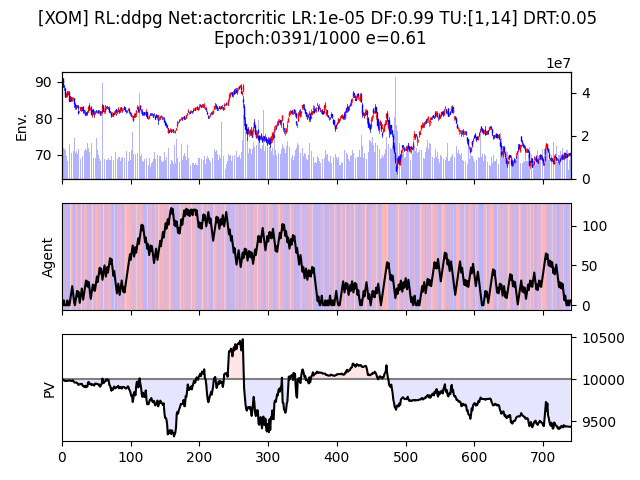 [XOM] RL:ddpg Net:actorcritic LR:1e-05 DF:0.99 TU:[1,14] DRT:0.05
Epoch:0391/1000 e=0.61
1e7
90
80
70
Env.
4
2
0
Agent
100
50
0
PV
10500
10000
9500
0 100 200 300 400 500 600 700